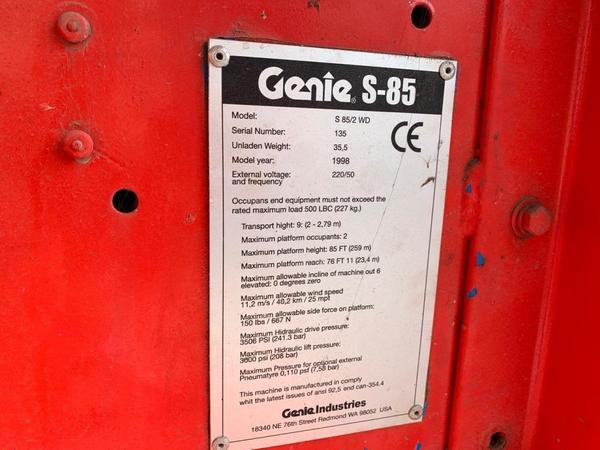 Genie® S-85
Model: S 85/2 WD
Serial Number: 135
Unladen Weight: 35,5
Model year: 1998
External voltage: 220/50
and frequency
CE
Occupans end equipment must not exceed the
rated maximum load 500 LBC (227 kg.)
Transport hight: 9: (2 - 2,79 m)
Maximum platform occupants: 2
Maximum platform height: 85 FT (259 m)
Maximum platform reach: 76 FT 11 (23,4 m)
Maximum allowable incline of machine out 6
elevated: 0 degrees zero
Maximum allowable wind speed
11,2 m/s / 40,2 km / 25 mpt
Maximum allowable side force on platform:
150 lbs / 667 N
Maximum Hidraulic drive pressure:
3506 PSI (241.3 bar)
Maximum Hidraulic lift pressure:
3600 psi (208 bar)
Maximum Pressure for optional external
Pneumatyre 0,110 psf (7,58 bar)
This machine is manufactured in comply
whit the latest issues of ansi 92,5 end can-354.4
Genie Industries
18340 NE 76th Street Redmond WA 98052 USA